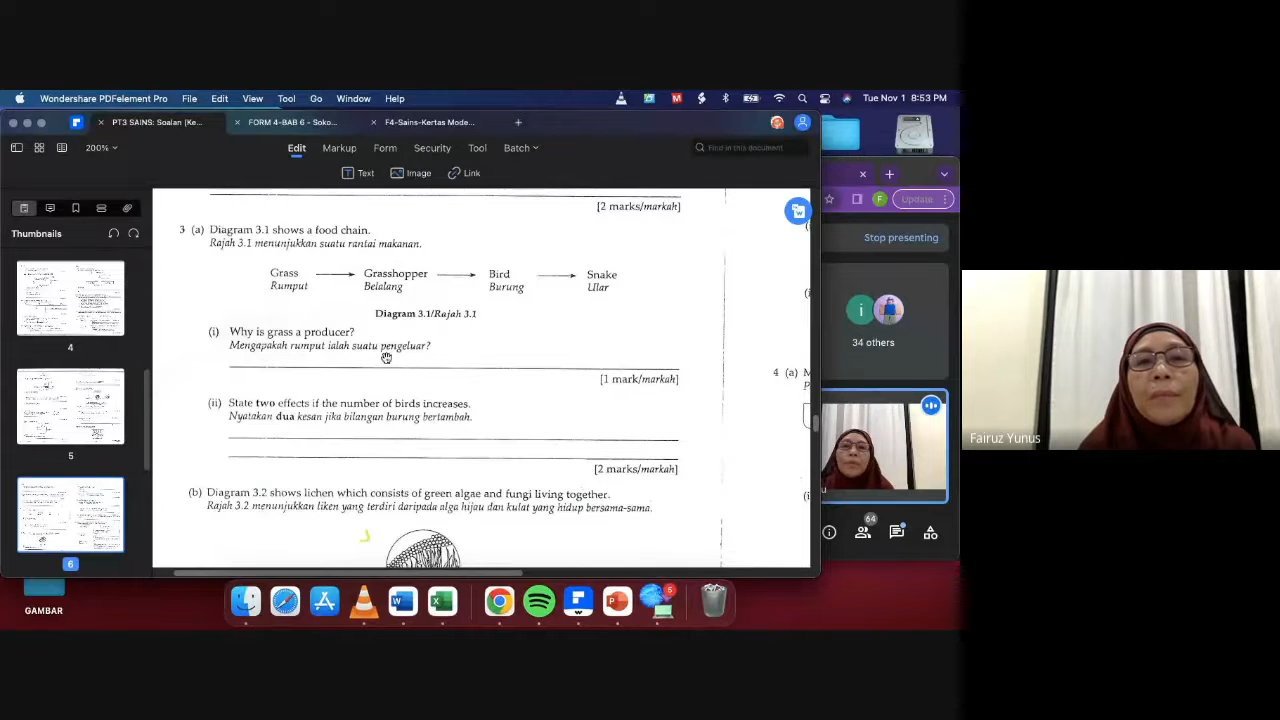 Wondershare PDFelement Pro File Edit View Tool Go Window Help
Tue Nov 1 8:53 PM
PT3 SAINS: Soalan (Ke...
FORM 4-BAB 6 - Soko...
F4-Sains-Kertas Mode...
200%
Edit Markup Form Security Tool Batch
Find in this document
Text Image Link
Thumbnails
4
5
6
[2 marks/markah]
3 (a) Diagram 3.1 shows a food chain.
Rajah 3.1 menunjukkan suatu rantai makanan.
Grass Grasshopper Bird Snake
Rumput Belalang Burung Ular
Diagram 3.1/Rajah 3.1
(i) Why is grass a producer?
Mengapakah rumput ialah suatu pengeluar?
[1 mark/markah]
(ii) State two effects if the number of birds increases.
Nyatakan dua kesan jika bilangan burung bertambah.
[2 marks/markah]
(b) Diagram 3.2 shows lichen which consists of green algae and fungi living together.
Rajah 3.2 menunjukkan liken yang terdiri daripada alga hijau dan kulat yang hidup bersama-sama.
4 (a)
Update
F
Stop presenting
i
34 others
64
GAMBAR
5
Fairuz Yunus